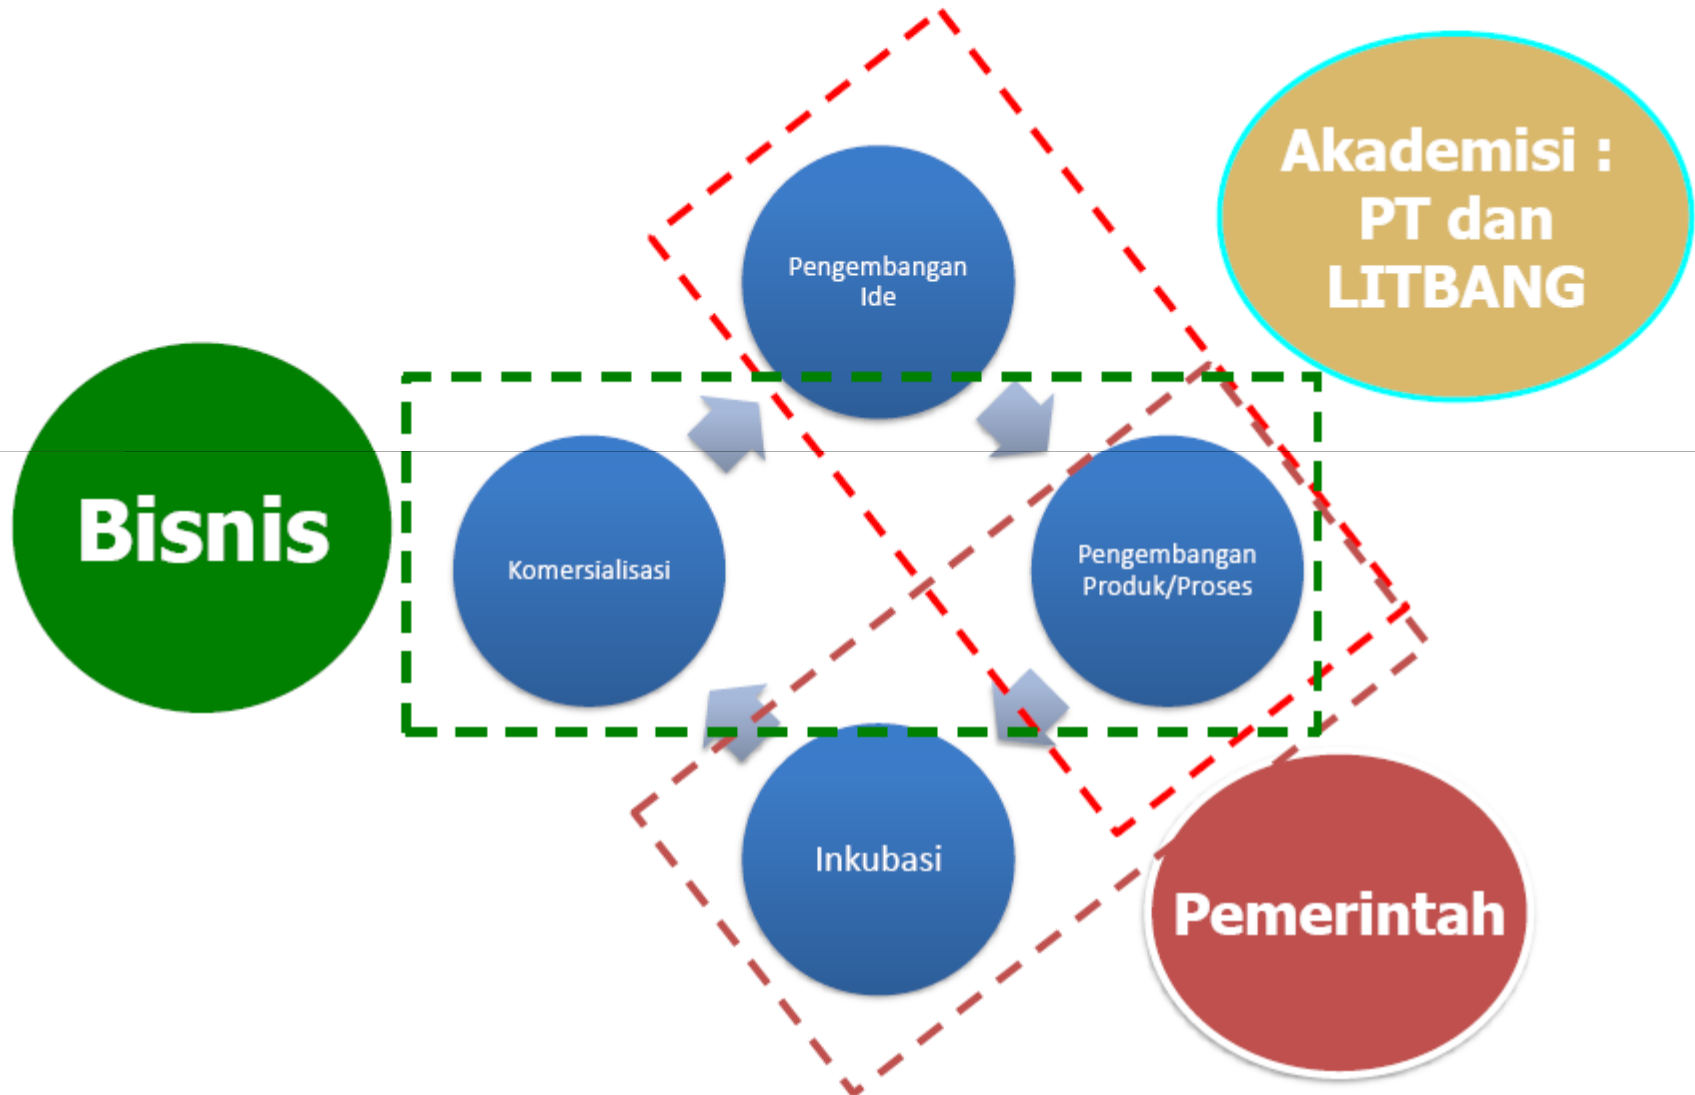 Akademisi :
PT dan
LITBANG
Pengembangan
Ide
Bisnis
Komersialisasi
Pengembangan
Produk/Proses
Inkubasi
Pemerintah